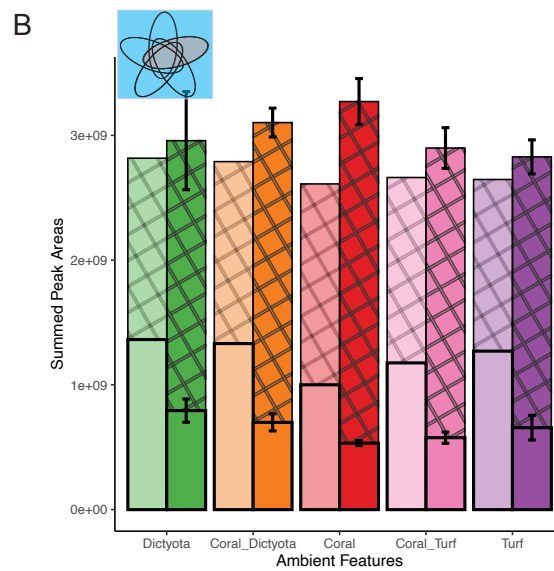 B
3e+09
2e+09
1e+09
0e+00
Summed Peak Areas
Dictyota Coral_Dictyota Coral Coral_Turf Turf
Ambient Features